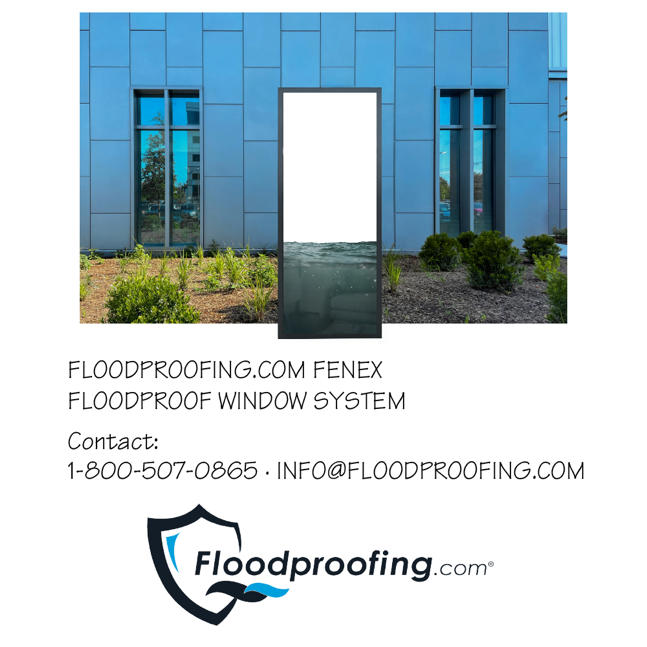 FLOODPROOFING.COM FENEX
FLOODPROOF WINDOW SYSTEM
Contact:
1-800-507-0865 · INFO@FLOODPROOFING.COM
Floodproofing.com®